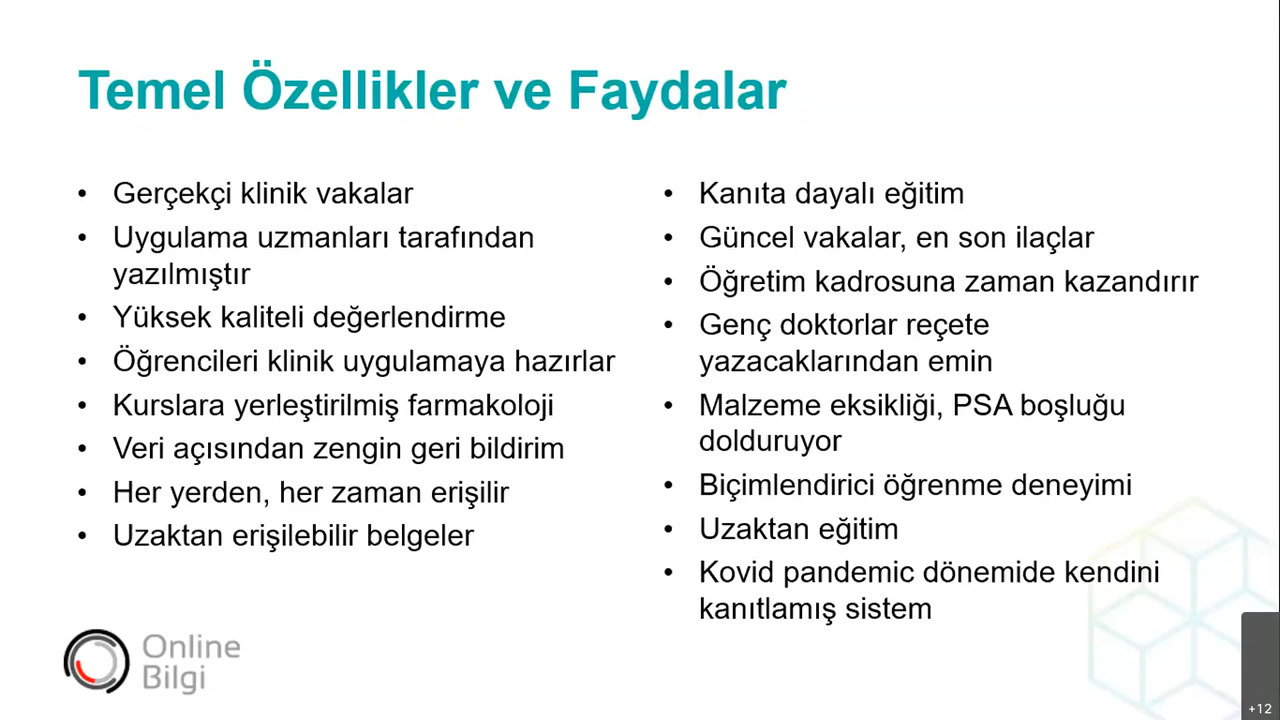 Temel Özellikler ve Faydalar
• Gerçekçi klinik vakalar
• Uygulama uzmanları tarafından
yazılmıştır
• Yüksek kaliteli değerlendirme
• Öğrencileri klinik uygulamaya hazırlar
• Kurslara yerleştirilmiş farmakoloji
• Veri açısından zengin geri bildirim
• Her yerden, her zaman erişilir
• Uzaktan erişilebilir belgeler
• Kanıta dayalı eğitim
• Güncel vakalar, en son ilaçlar
• Öğretim kadrosuna zaman kazandırır
• Genç doktorlar reçete
yazacaklarından emin
• Malzeme eksikliği, PSA boşluğu
dolduruyor
• Biçimlendirici öğrenme deneyimi
• Uzaktan eğitim
• Kovid pandemic dönemide kendini
kanıtlamış sistem
Online
Bilgi
+12